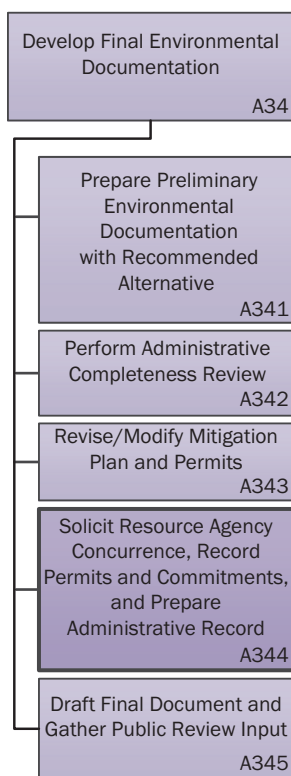 Develop Final Environmental
Documentation
A34
Prepare Preliminary
Environmental
Documentation
with Recommended
Alternative
A341
Perform Administrative
Completeness Review
A342
Revise/Modify Mitigation
Plan and Permits
A343
Solicit Resource Agency
Concurrence, Record
Permits and Commitments,
and Prepare
Administrative Record
A344
Draft Final Document and
Gather Public Review Input
A345